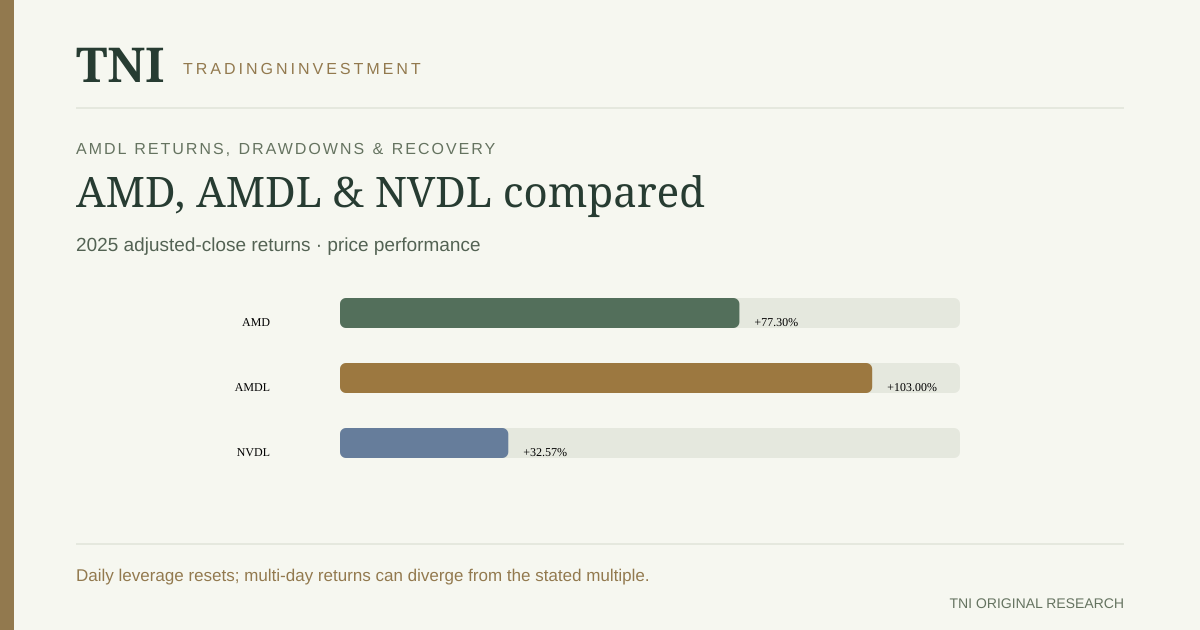 TNI TRADINGNINVESTMENT
AMDL RETURNS, DRAWDOWNS & RECOVERY
AMD, AMDL & NVDL compared
2025 adjusted-close returns · price performance
AMD +77.30%
AMDL +103.00%
NVDL +32.57%
Daily leverage resets; multi-day returns can diverge from the stated multiple.
TNI ORIGINAL RESEARCH